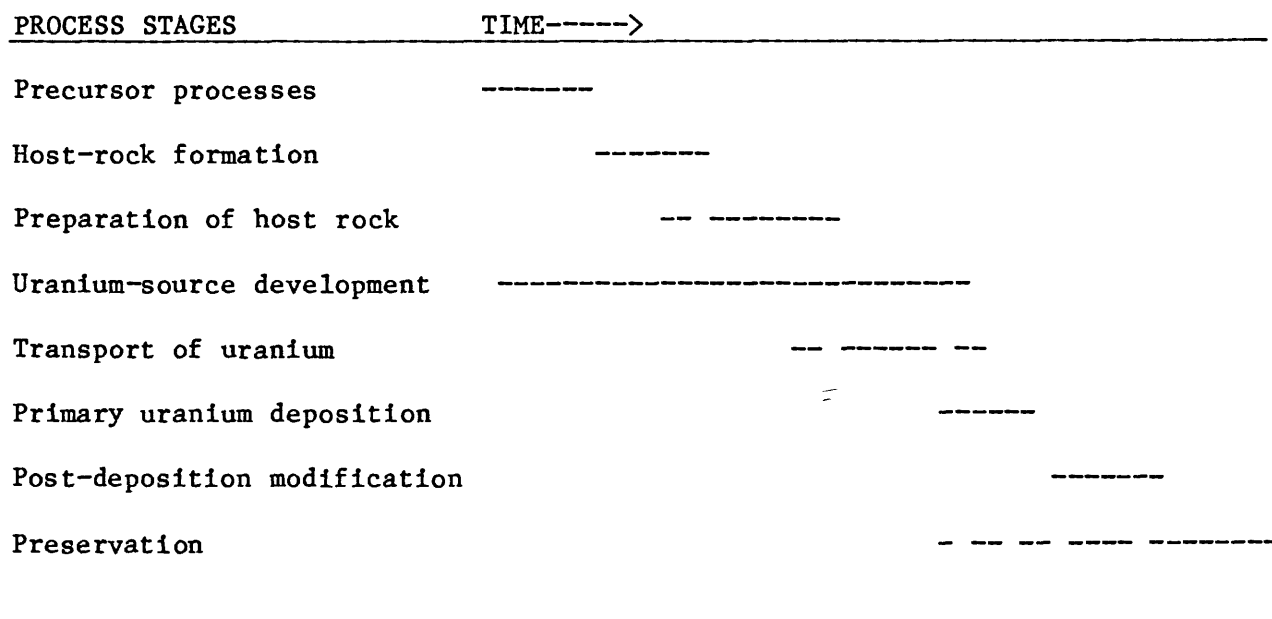 PROCESS STAGES TIME----->
Precursor processes -------
Host-rock formation -------
Preparation of host rock -- --------
Uranium-source development ------------------------------
Transport of uranium -- ------ --
Primary uranium deposition ------
Post-deposition modification -------
Preservation - -- -- ---- --------